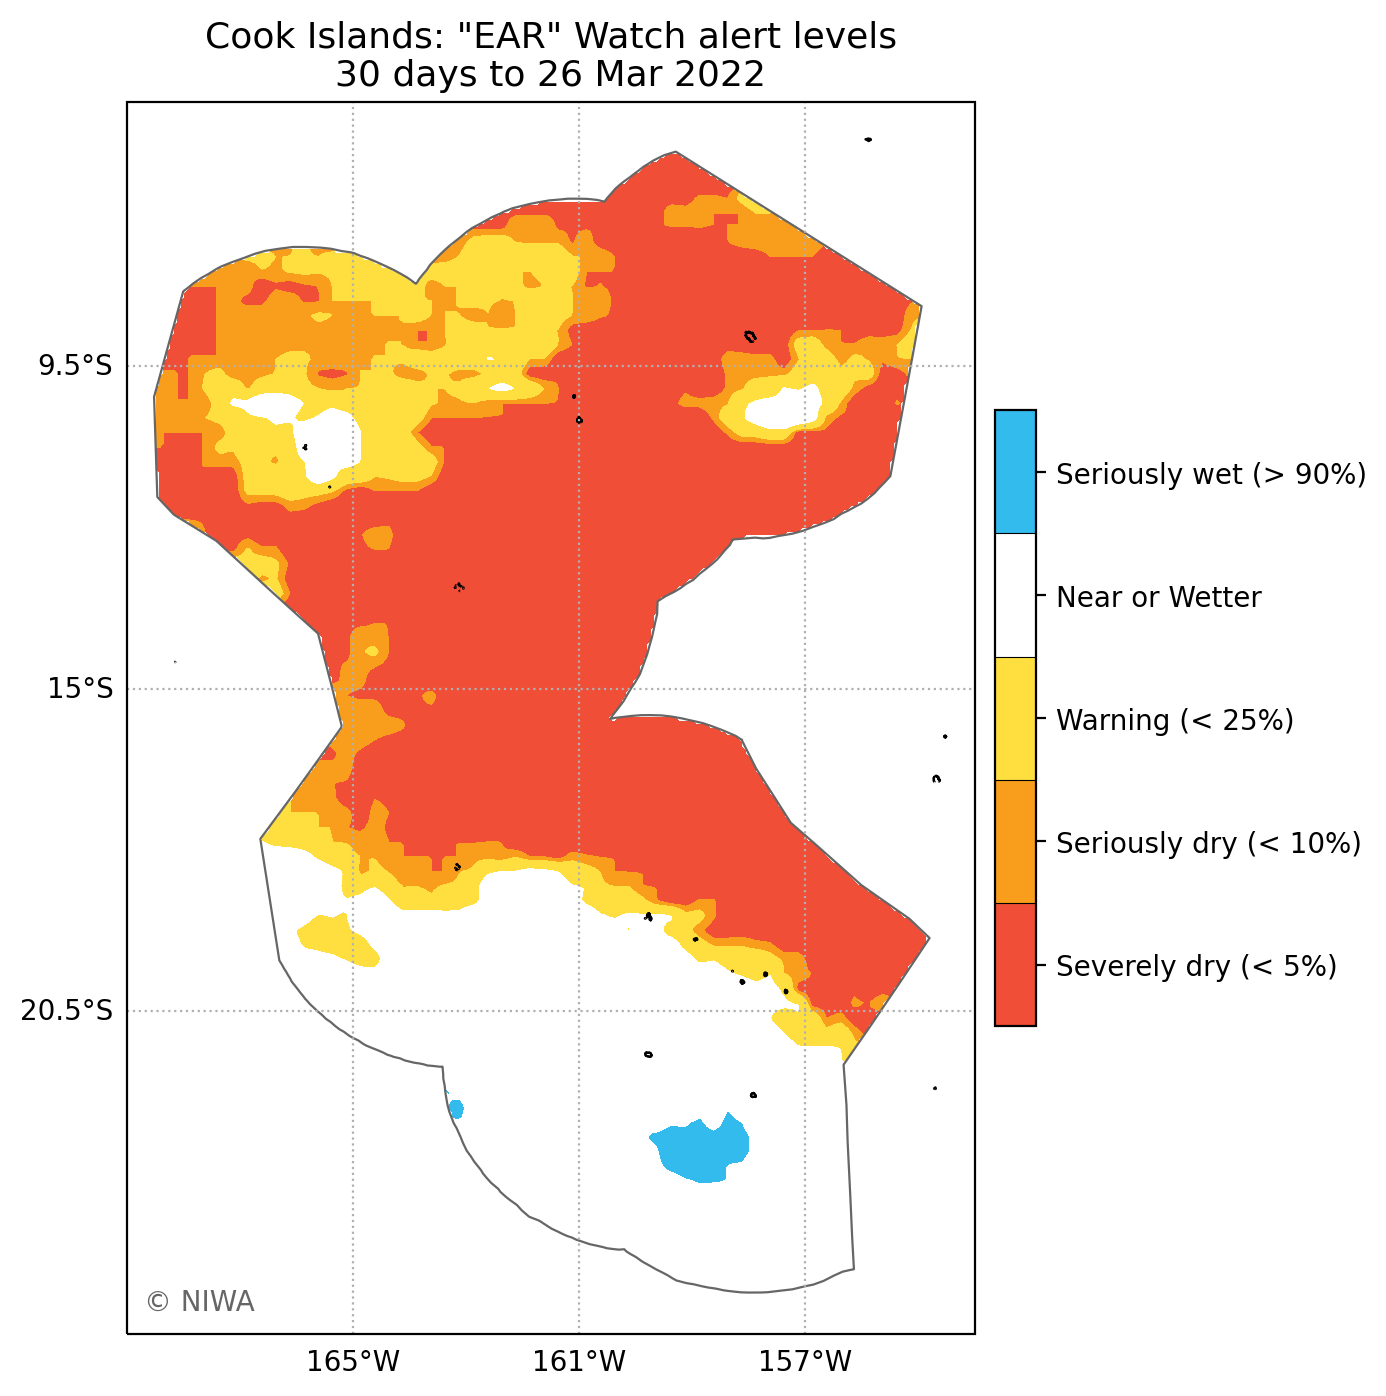 Cook Islands: "EAR" Watch alert levels
30 days to 26 Mar 2022
9.5°S
15°S
20.5°S
165°W
161°W
157°W
Seriously wet (> 90%)
Near or Wetter
Warning (< 25%)
Seriously dry (< 10%)
Severely dry (< 5%)
© NIWA